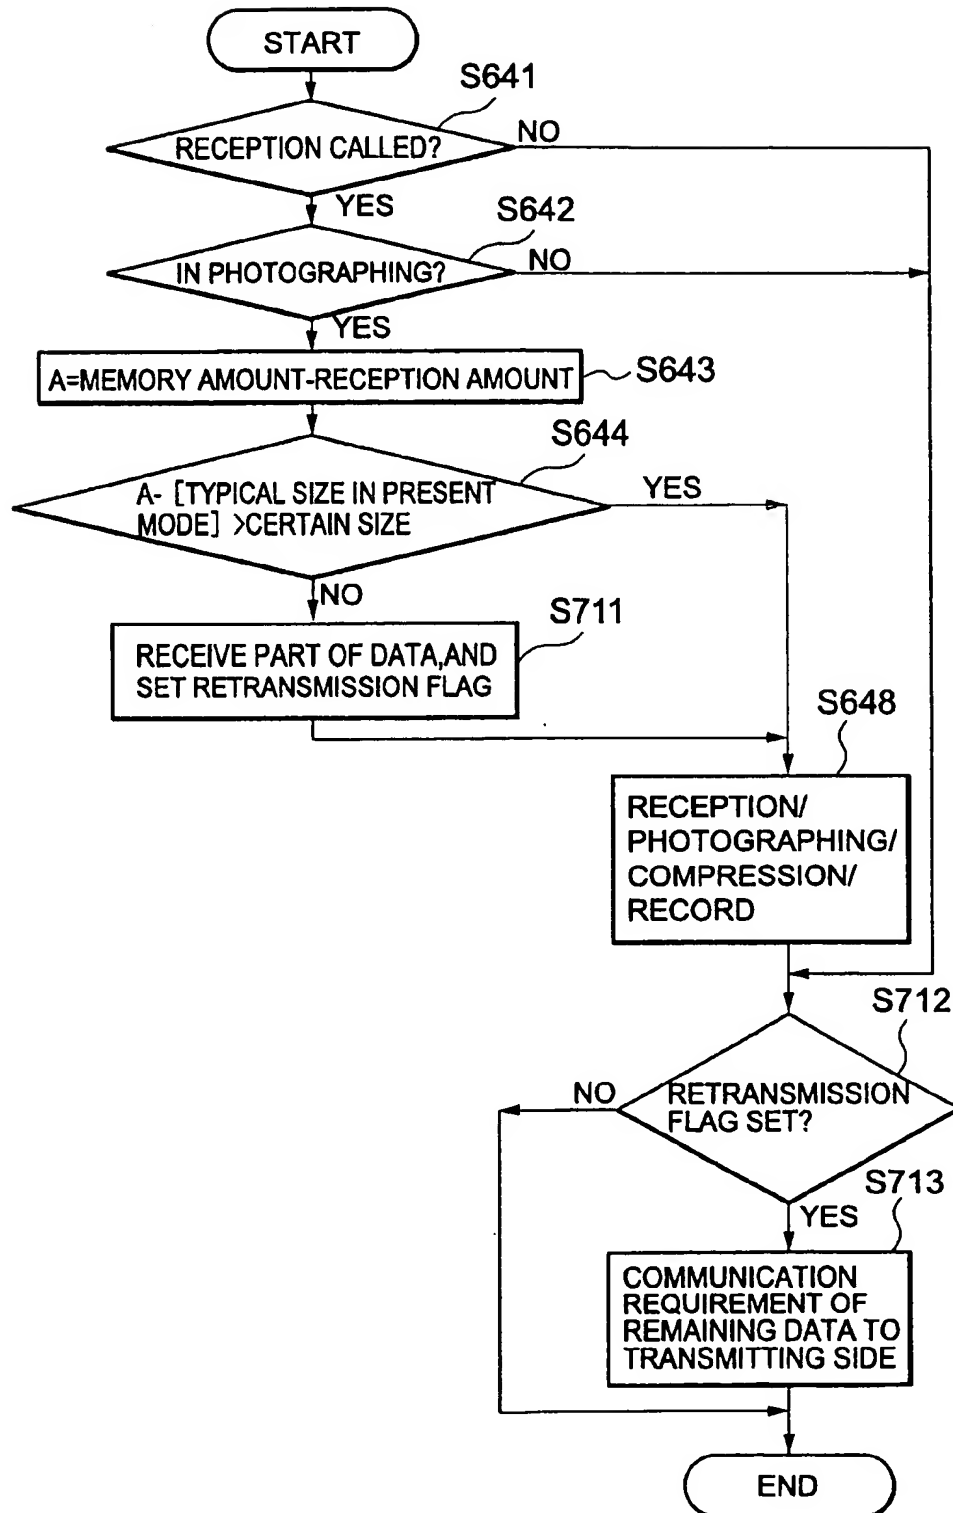 START
S641
RECEPTION CALLED?
NO
YES
S642
IN PHOTOGRAPHING?
NO
YES
A=MEMORY AMOUNT-RECEPTION AMOUNT
S643
S644
A- [TYPICAL SIZE IN PRESENT
MODE] >CERTAIN SIZE
YES
NO
S711
RECEIVE PART OF DATA,AND
SET RETRANSMISSION FLAG
S648
RECEPTION/
PHOTOGRAPHING/
COMPRESSION/
RECORD
S712
NO
RETRANSMISSION
FLAG SET?
S713
YES
COMMUNICATION
REQUIREMENT OF
REMAINING DATA TO
TRANSMITTING SIDE
END